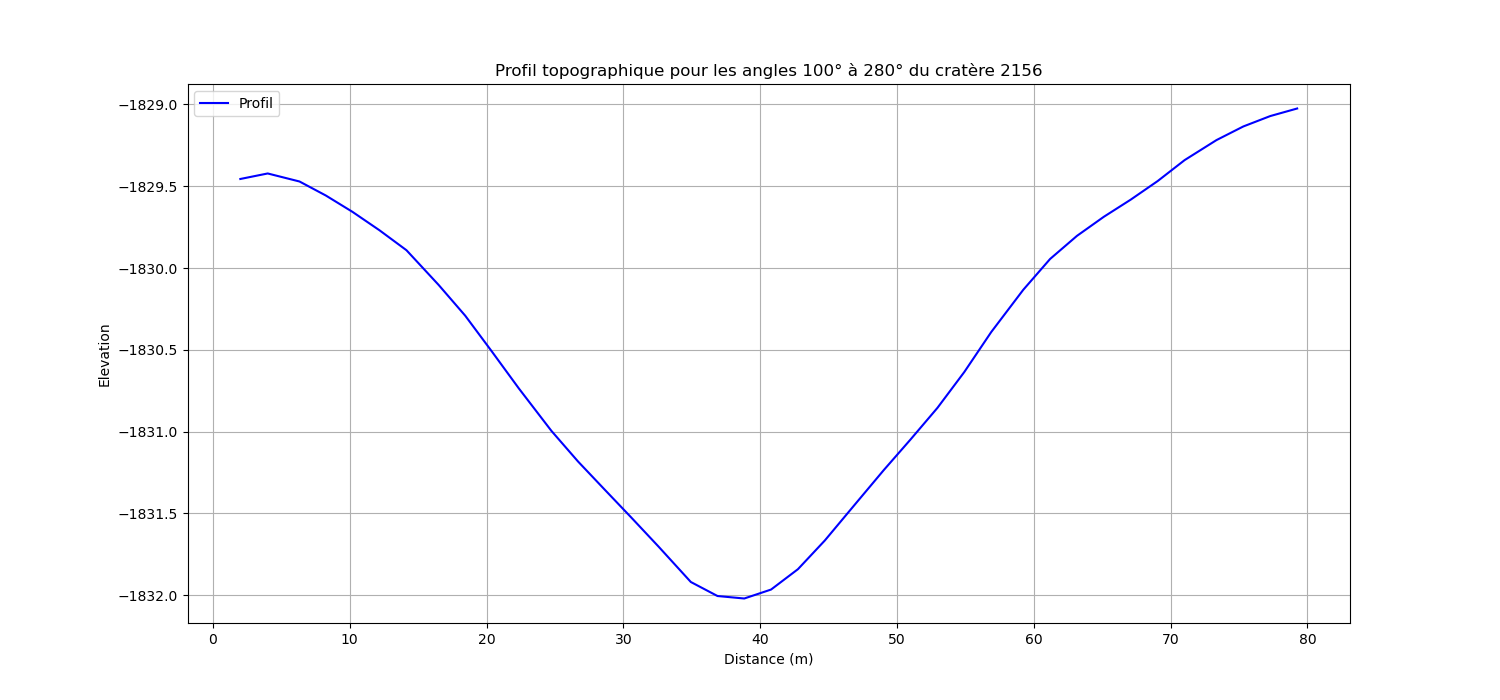 Profil topographique pour les angles 100° à 280° du cratère 2156
Profil
−1829.0
−1829.5
−1830.0
−1830.5
−1831.0
−1831.5
−1832.0
Elevation
0 10 20 30 40 50 60 70 80
Distance (m)